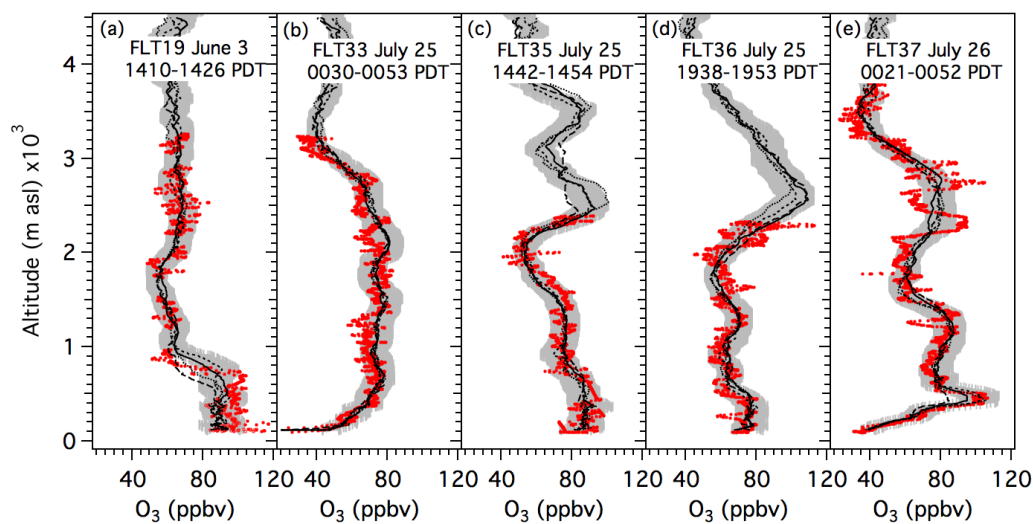 (a) (b) (c) (d) (e)
FLT19 June 3
1410-1426 PDT
FLT33 July 25
0030-0053 PDT
FLT35 July 25
1442-1454 PDT
FLT36 July 25
1938-1953 PDT
FLT37 July 26
0021-0052 PDT
Altitude (m asl) x10³
4
3
2
1
0
40 80 120 40 80 120 40 80 120 40 80 120 40 80 120
O₃ (ppbv) O₃ (ppbv) O₃ (ppbv) O₃ (ppbv) O₃ (ppbv)